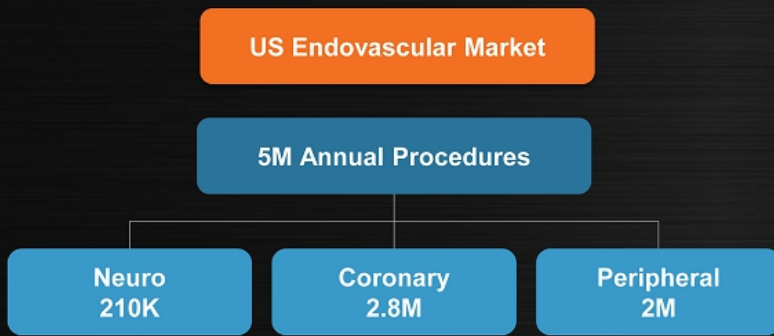 US Endovascular Market
5M Annual Procedures
Neuro
210K
Coronary
2.8M
Peripheral
2M